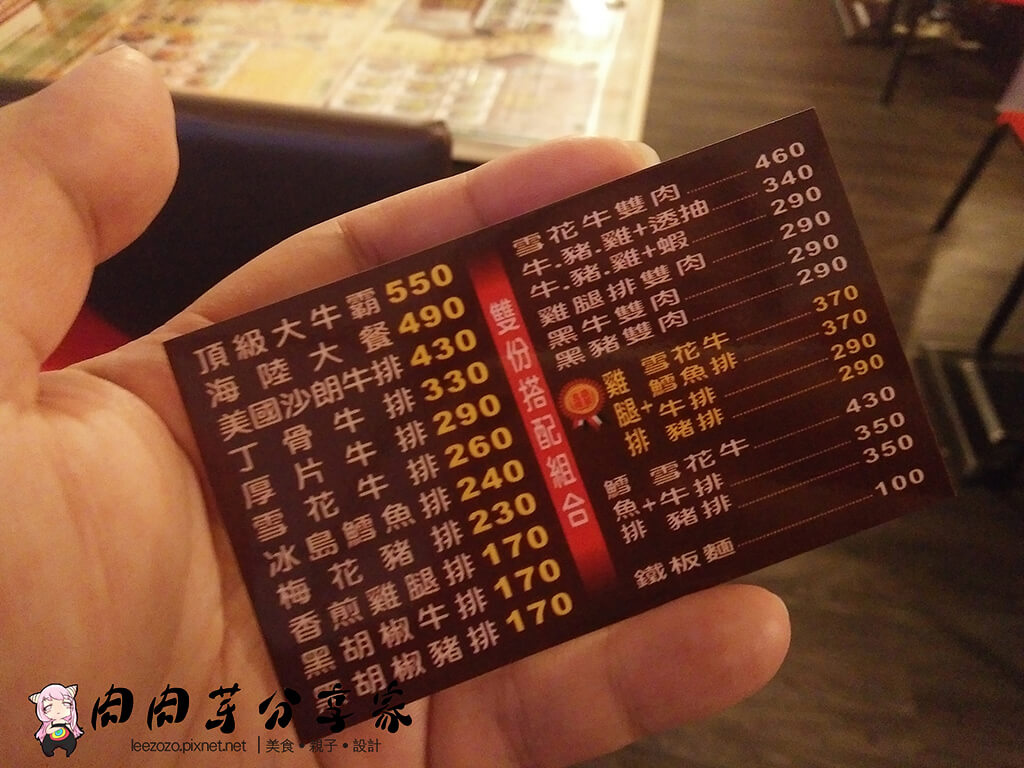 頂級大牛霸 550
海陸大餐 490
美國沙朗牛排 430
丁骨牛排 330
厚片牛排 290
雪花牛排 260
冰島鱈魚排 240
梅花豬排 230
香煎雞腿排 170
黑胡椒牛排 170
黑胡椒豬排 170
雙份搭配組合
雪花牛雙肉 460
牛.豬.雞+透抽 340
牛.豬.雞+蝦 290
雞腿排雙肉 290
黑牛雙肉 290
黑豬雙肉 290
雞腿排+
雪花牛 370
鱈魚排 370
牛排 290
豬排 290
鱈魚排+
雪花牛 430
牛排 350
豬排 350
鐵板麵 100
肉肉芽分享家
leezozo.pixnet.net | 美食•親子•設計